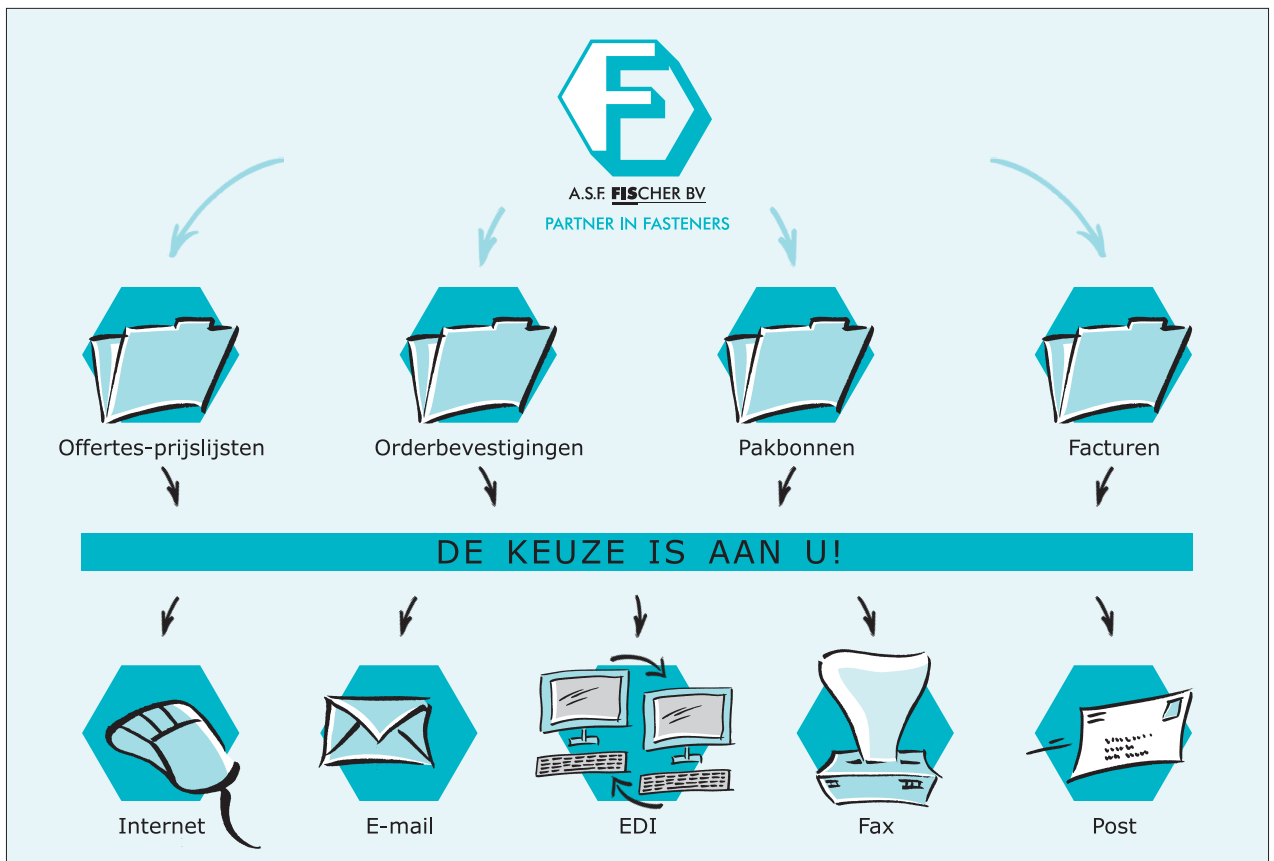 A.S.F. FISCHER BV
PARTNER IN FASTENERS
Offertes-prijslijsten
Orderbevestigingen
Pakbonnen
Facturen
DE KEUZE IS AAN U!
Internet
E-mail
EDI
Fax
Post